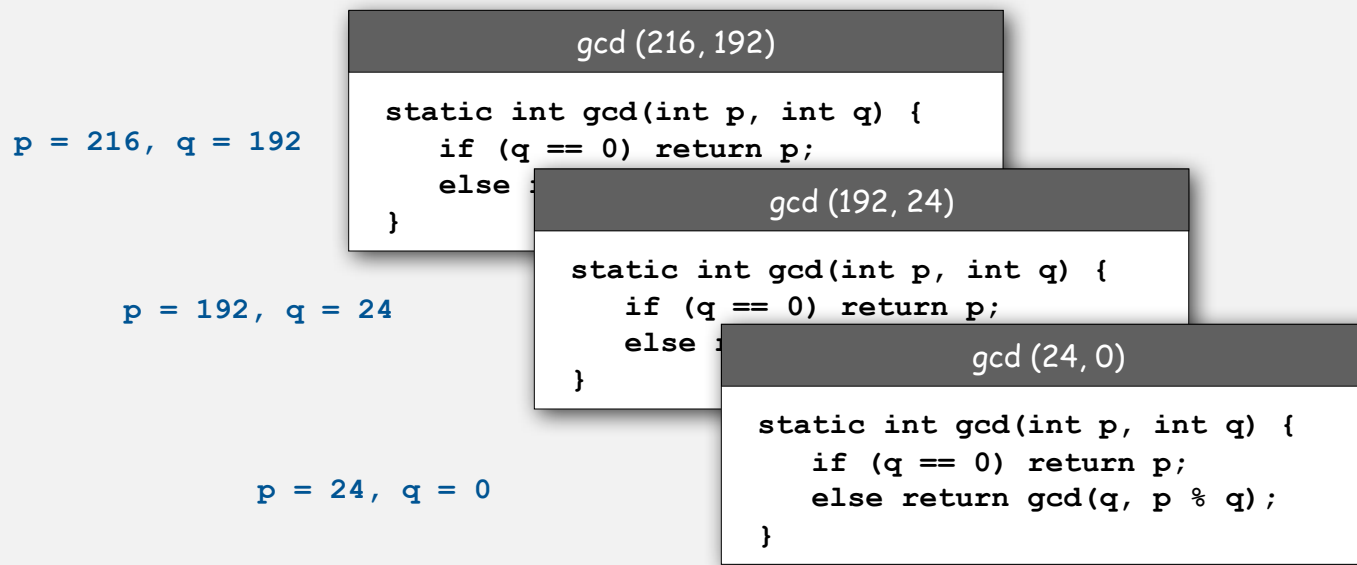 gcd (216, 192)
p = 216, q = 192
static int gcd(int p, int q) {
if (q == 0) return p;
else
}
gcd (192, 24)
p = 192, q = 24
static int gcd(int p, int q) {
if (q == 0) return p;
else
}
gcd (24, 0)
p = 24, q = 0
static int gcd(int p, int q) {
if (q == 0) return p;
else return gcd(q, p % q);
}